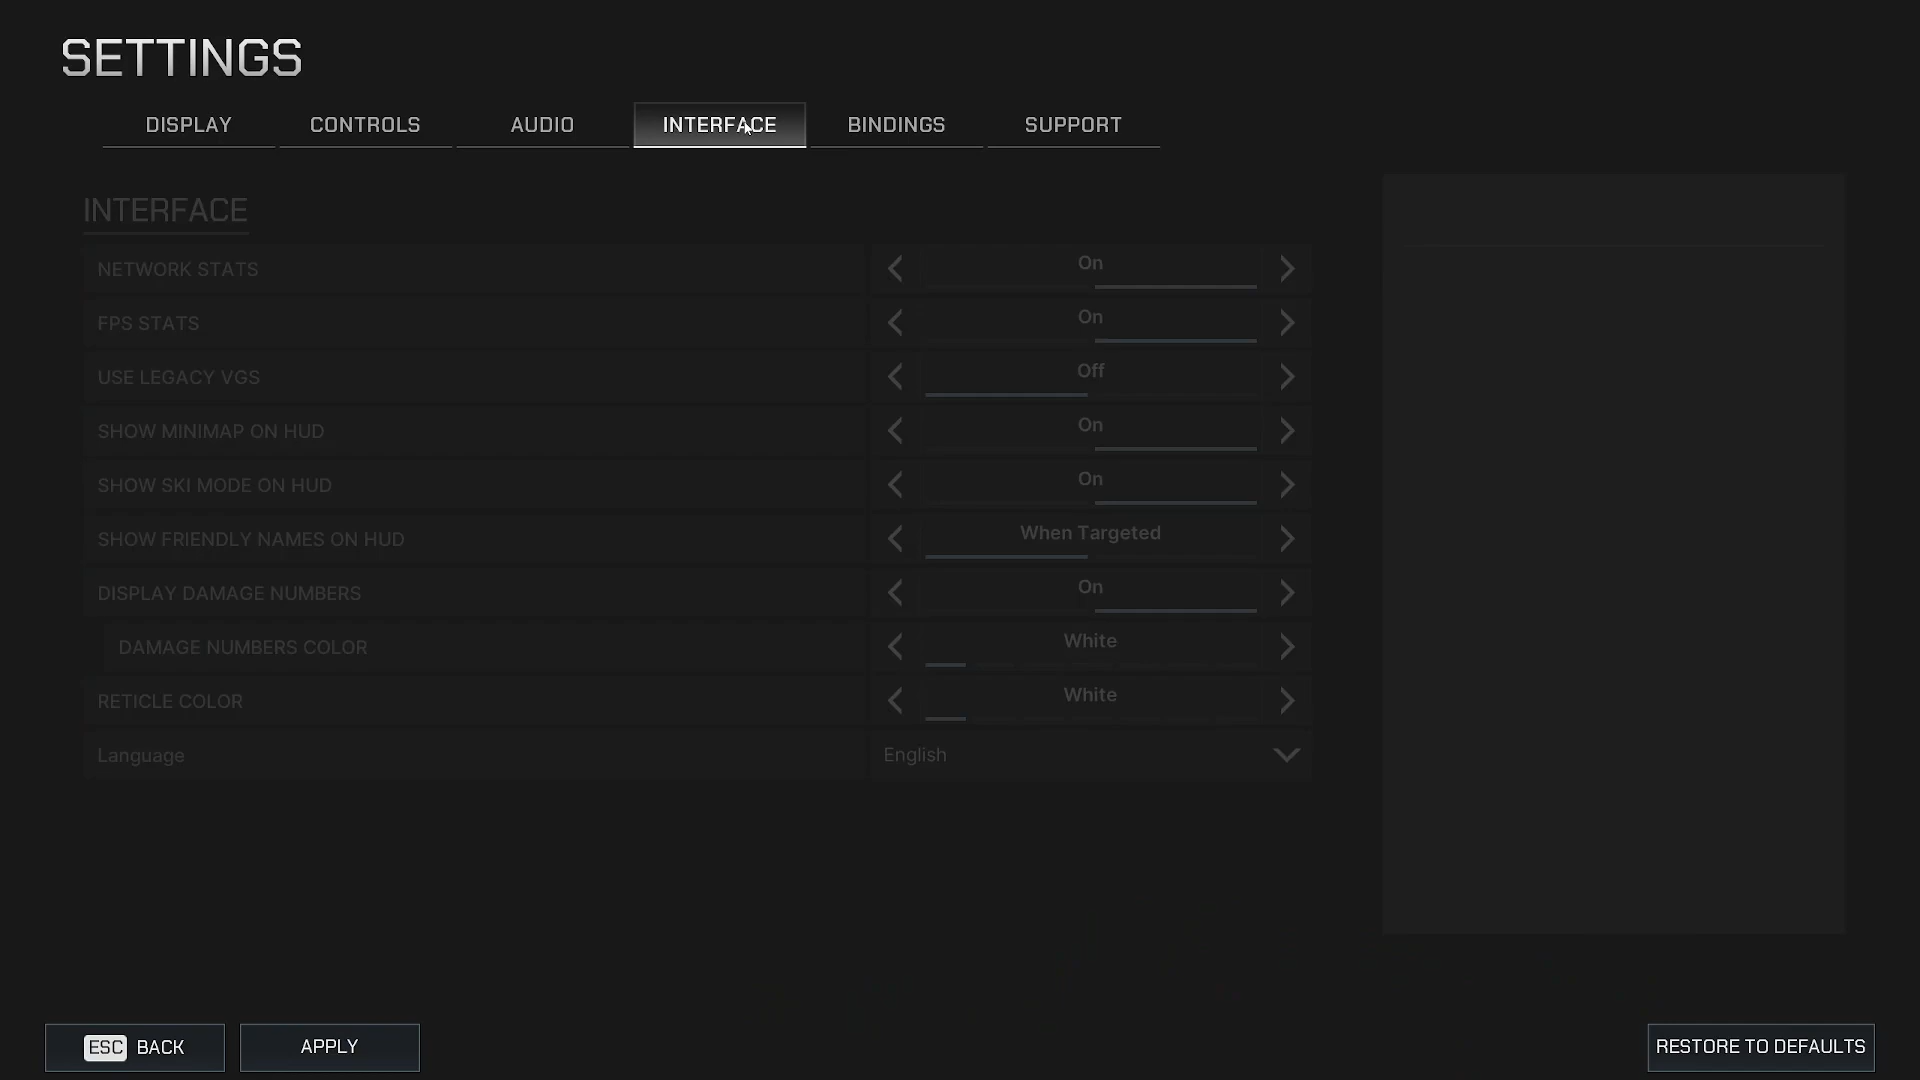 SETTINGS
DISPLAY CONTROLS AUDIO INTERFACE BINDINGS SUPPORT
INTERFACE
NETWORK STATS On
FPS STATS On
USE LEGACY VGS Off
SHOW MINIMAP ON HUD On
SHOW SKI MODE ON HUD On
SHOW FRIENDLY NAMES ON HUD When Targeted
DISPLAY DAMAGE NUMBERS On
DAMAGE NUMBERS COLOR White
RETICLE COLOR White
Language English
ESC BACK APPLY RESTORE TO DEFAULTS